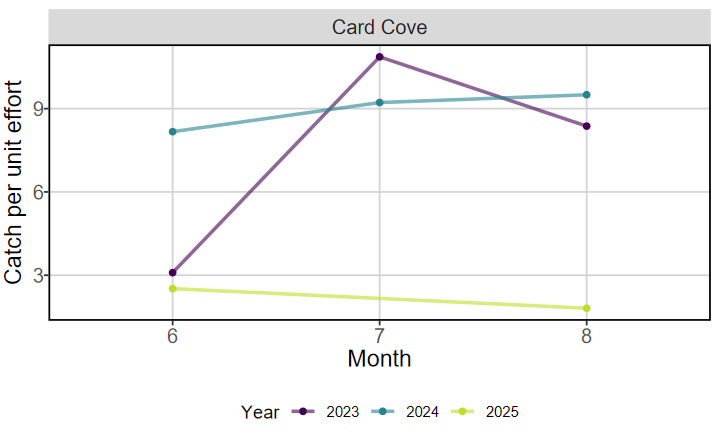 Card Cove
Catch per unit effort
9
6
3
6 7 8
Month
Year 2023 2024 2025